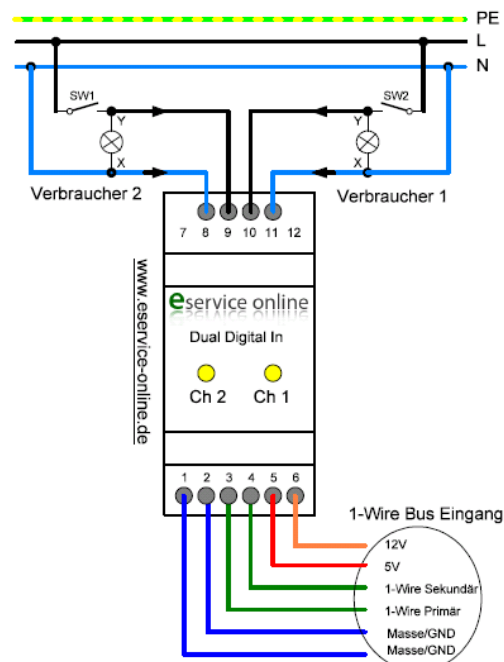 PE
L
N
SW1
SW2
Y
Y
X
X
Verbraucher 2
Verbraucher 1
7 8 9 10 11 12
www.eservice-online.de
eservice online
Dual Digital In
Ch 2 Ch 1
1 2 3 4 5 6
1-Wire Bus Eingang
12V
5V
1-Wire Sekundär
1-Wire Primär
Masse/GND
Masse/GND